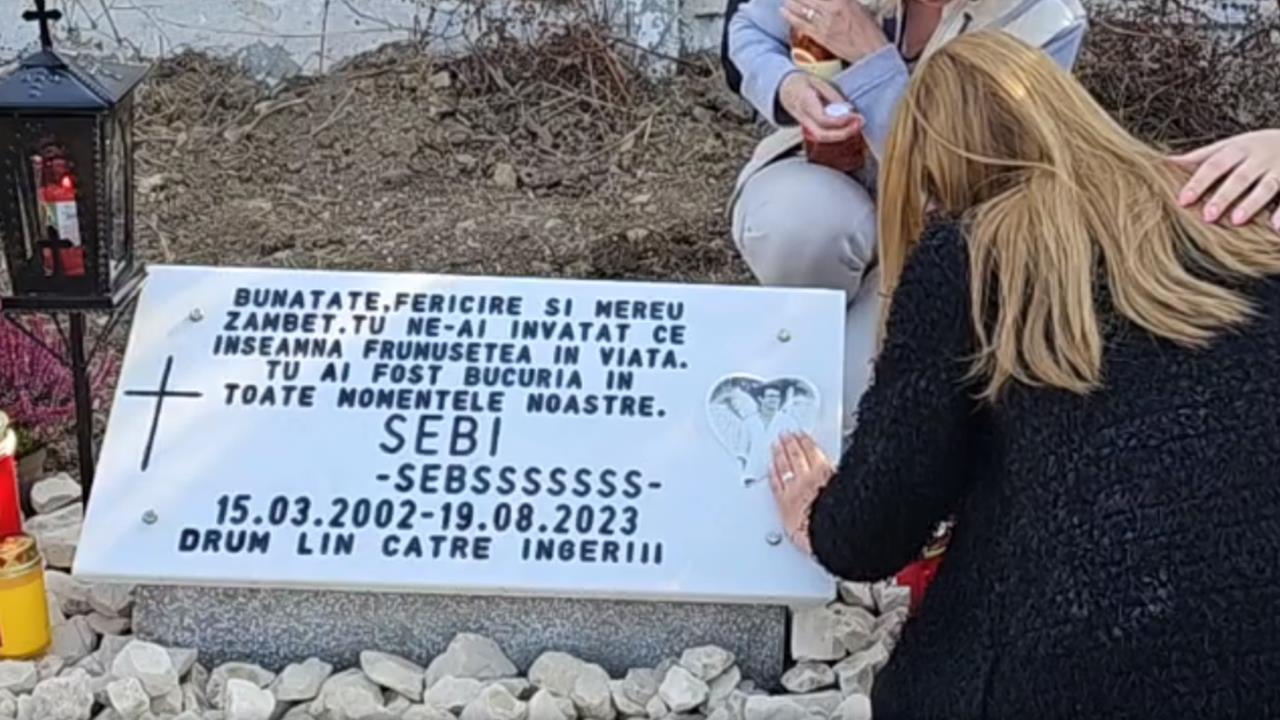 BUNATATE,FERICIRE SI MEREU
ZAMBET.TU NE-AI INVATAT CE
INSEAMNA FRUMUSETEA IN VIATA.
TU AI FOST BUCURIA IN
TOATE MOMENTELE NOASTRE.
SEBI
-SEBSSSSSSS-
15.03.2002-19.08.2023
DRUM LIN CATRE INGERI!!